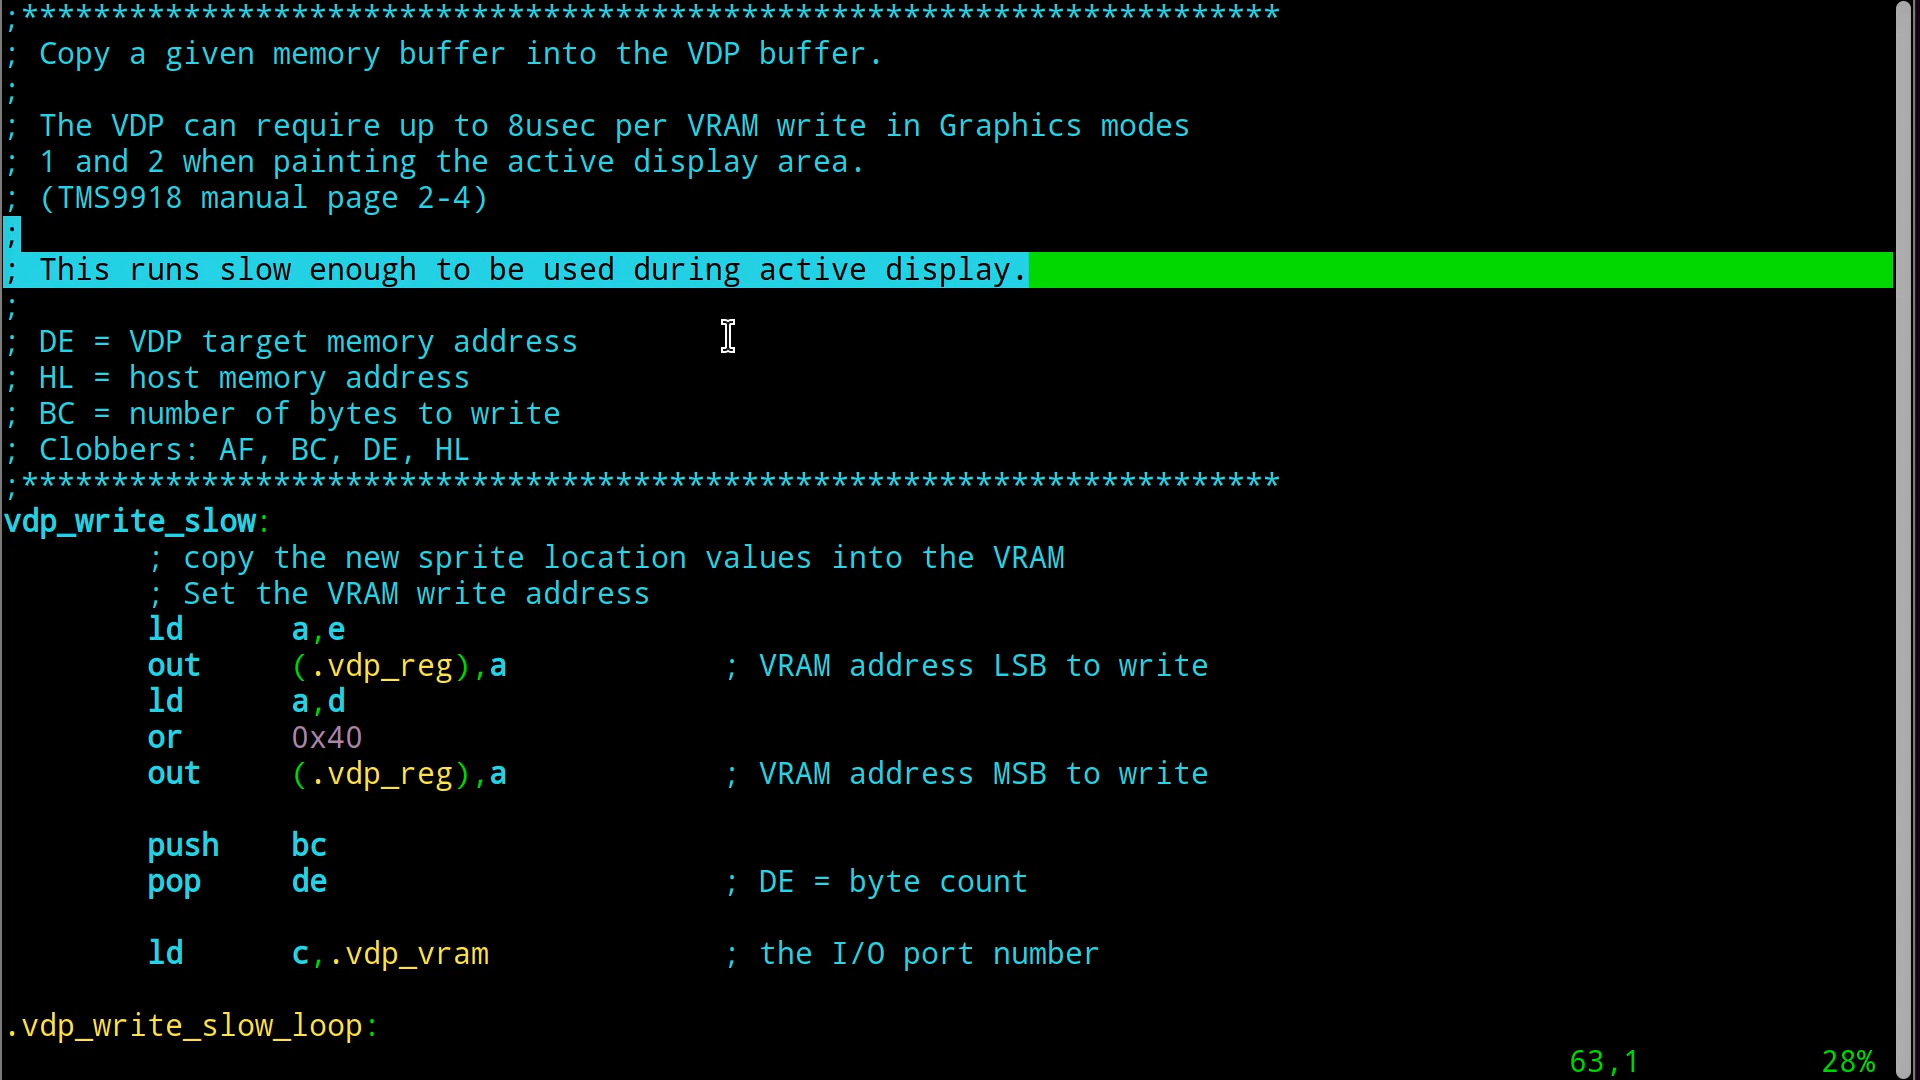 ;**********************************************************************
; Copy a given memory buffer into the VDP buffer.
;
; The VDP can require up to 8usec per VRAM write in Graphics modes
; 1 and 2 when painting the active display area.
; (TMS9918 manual page 2-4)
;
; This runs slow enough to be used during active display.
;
; DE = VDP target memory address
; HL = host memory address
; BC = number of bytes to write
; Clobbers: AF, BC, DE, HL
;**********************************************************************
vdp_write_slow:
; copy the new sprite location values into the VRAM
; Set the VRAM write address
ld a,e
out (.vdp_reg),a ; VRAM address LSB to write
ld a,d
or 0x40
out (.vdp_reg),a ; VRAM address MSB to write
push bc
pop de ; DE = byte count
ld c,.vdp_vram ; the I/O port number
.vdp_write_slow_loop:
63,1 28%